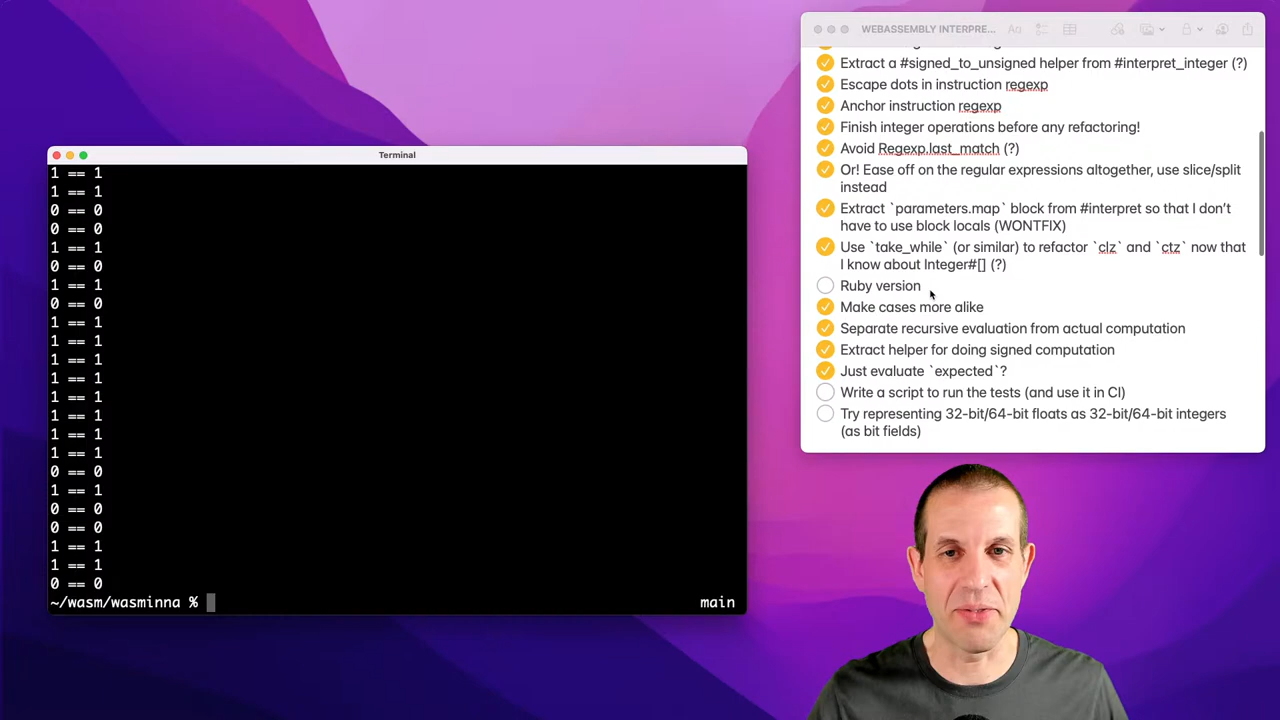 Terminal
1 == 1
1 == 1
0 == 0
0 == 0
1 == 1
0 == 0
1 == 1
0 == 0
1 == 1
1 == 1
1 == 1
1 == 1
1 == 1
1 == 1
1 == 1
1 == 1
0 == 0
1 == 1
0 == 0
0 == 0
1 == 1
1 == 1
0 == 0
~/wasm/wasminna % main
WEBASSEMBLY INTERPRE...
Aa
Extract a #signed_to_unsigned helper from #interpret_integer (?)
Escape dots in instruction regexp
Anchor instruction regexp
Finish integer operations before any refactoring!
Avoid Regexp.last_match (?)
Or! Ease off on the regular expressions altogether, use slice/split
instead
Extract `parameters.map` block from #interpret so that I don’t
have to use block locals (WONTFIX)
Use `take_while` (or similar) to refactor `clz` and `ctz` now that
I know about Integer#[] (?)
Ruby version
Make cases more alike
Separate recursive evaluation from actual computation
Extract helper for doing signed computation
Just evaluate `expected`?
Write a script to run the tests (and use it in CI)
Try representing 32-bit/64-bit floats as 32-bit/64-bit integers
(as bit fields)